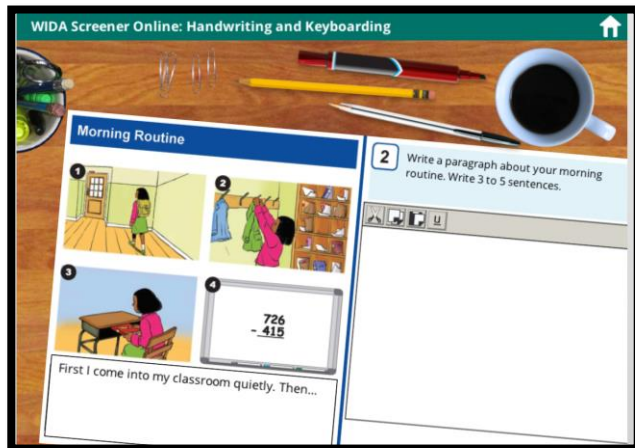 WIDA Screener Online: Handwriting and Keyboarding
Morning Routine
1
2
3
4
726
- 415
First I come into my classroom quietly. Then...
2
Write a paragraph about your morning
routine. Write 3 to 5 sentences.
U